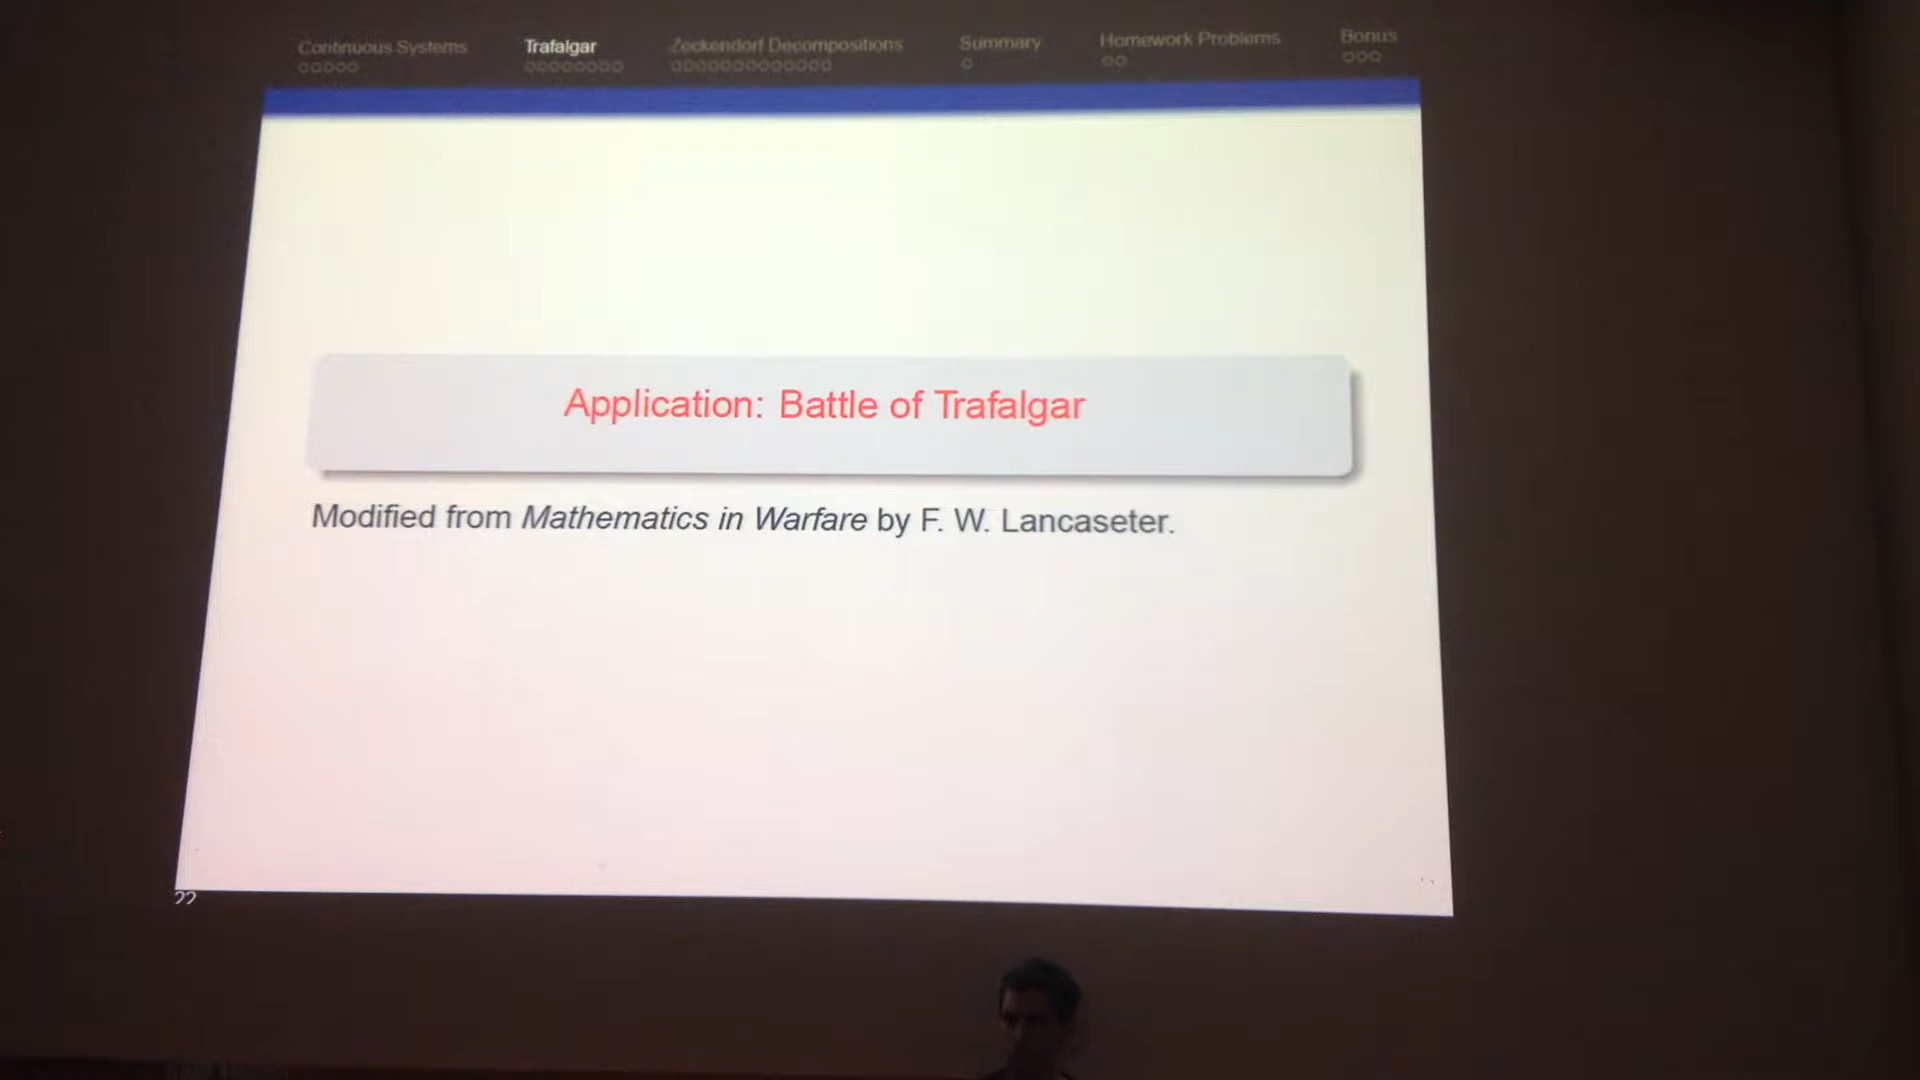 Continuous Systems Trafalgar Zeckendorf Decompositions Summary Homework Problems Bonus
Application: Battle of Trafalgar
Modified from Mathematics in Warfare by F. W. Lancaseter.
22